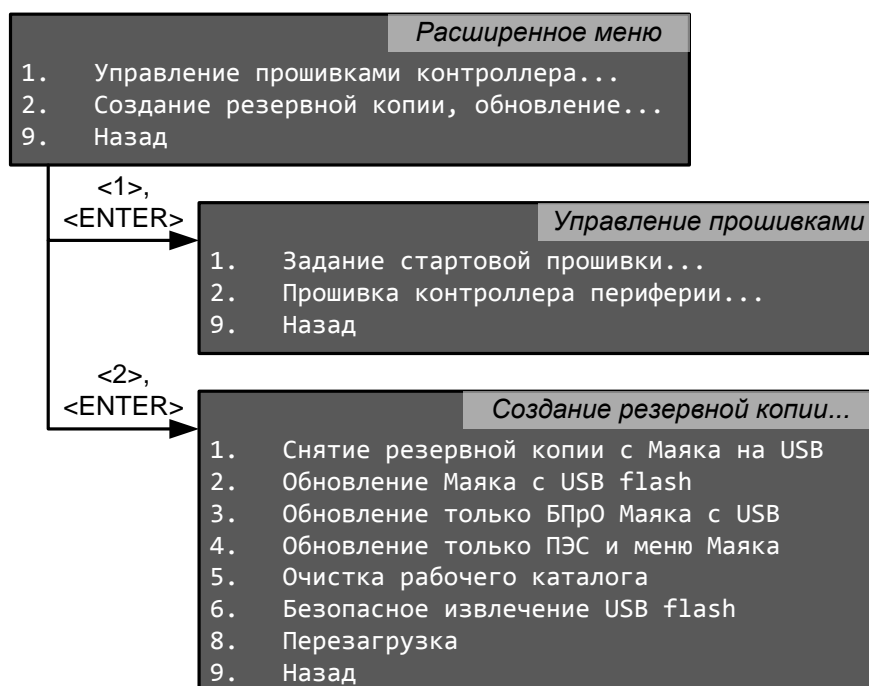 Расширенное меню
1. Управление прошивками контроллера...
2. Создание резервной копии, обновление...
9. Назад
<1>,
<ENTER>
Управление прошивками
1. Задание стартовой прошивки...
2. Прошивка контроллера периферии...
9. Назад
<2>,
<ENTER>
Создание резервной копии...
1. Снятие резервной копии с Маяка на USB
2. Обновление Маяка с USB flash
3. Обновление только БПрО Маяка с USB
4. Обновление только ПЭС и меню Маяка
5. Очистка рабочего каталога
6. Безопасное извлечение USB flash
8. Перезагрузка
9. Назад